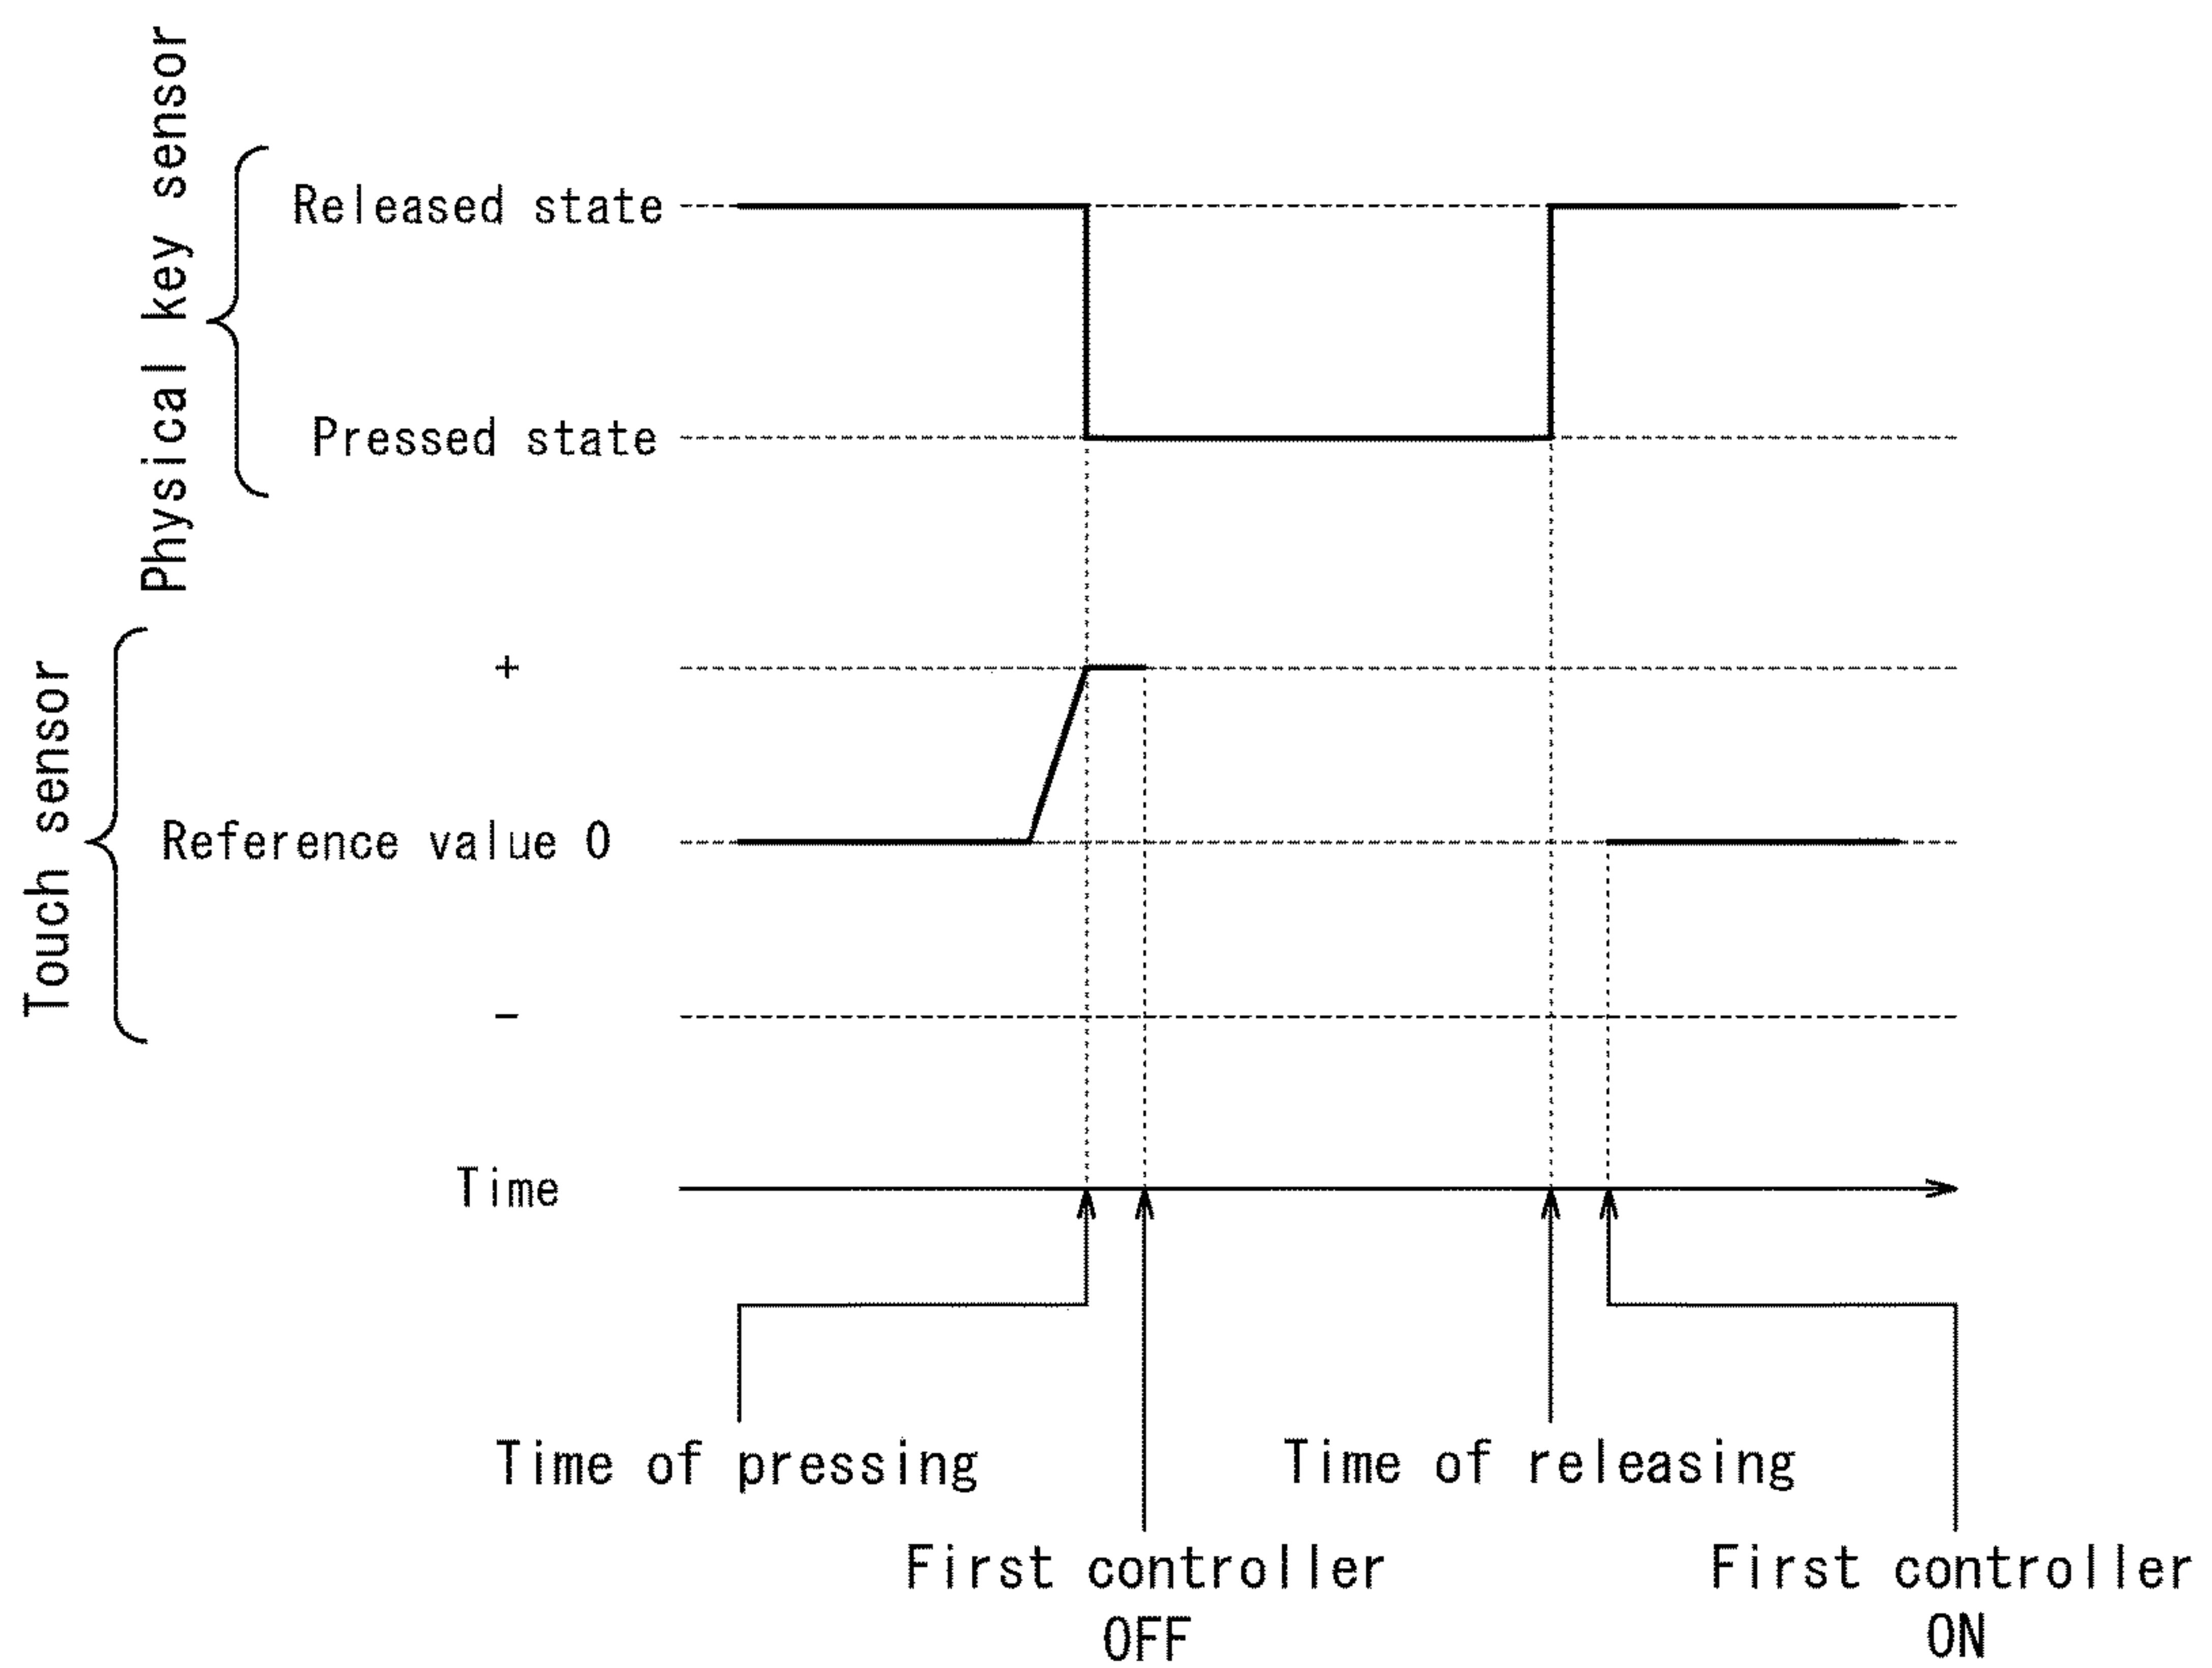 Physical key sensor
Released state
Pressed state
Touch sensor
+
Reference value 0
−
Time
Time of pressing
Time of releasing
First controller
OFF
First controller
ON